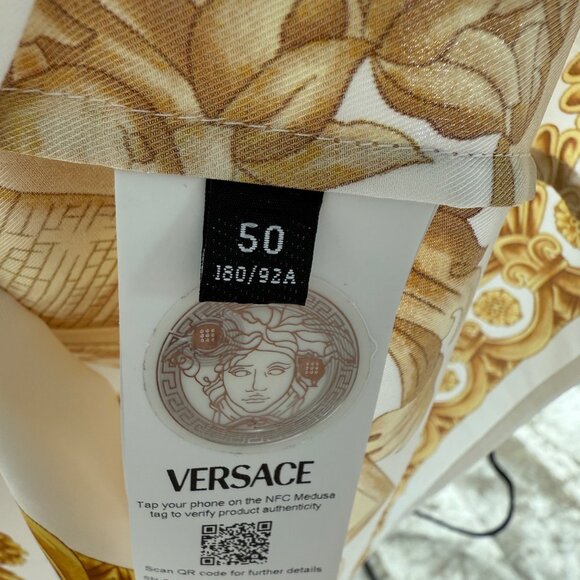 50
180/92A
VERSACE
Tap your phone on the NFC Medusa
tag to verify product authenticity
Scan QR code for further details